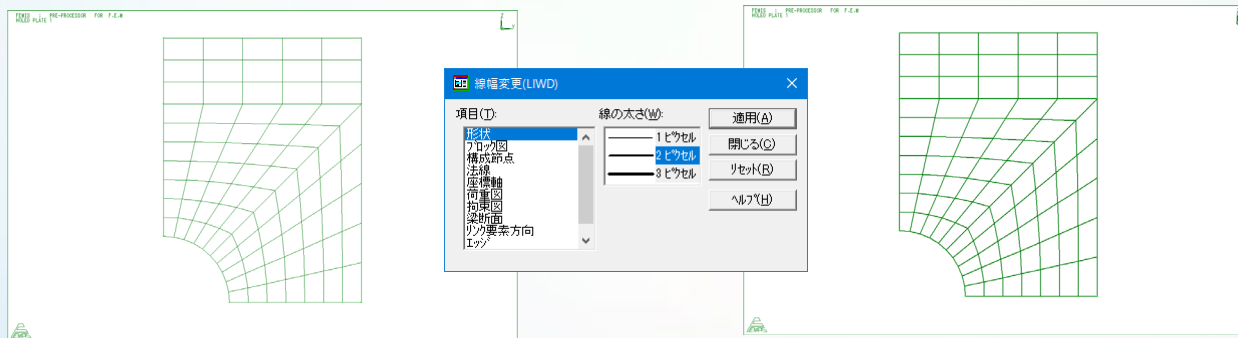 FEMIS : PRE-PROCESSOR FOR F.E.M
HOLED PLATE 1
Z
Y
線幅変更(LIWD)
項目(T):
形状
ブロック図
構成節点
法線
座標軸
荷重図
拘束図
梁断面
リンク要素方向
エッジ
線の太さ(W):
1 ピクセル
2 ピクセル
3 ピクセル
適用(A)
閉じる(C)
リセット(R)
ヘルプ(H)
FEMIS : PRE-PROCESSOR FOR F.E.M
HOLED PLATE 1